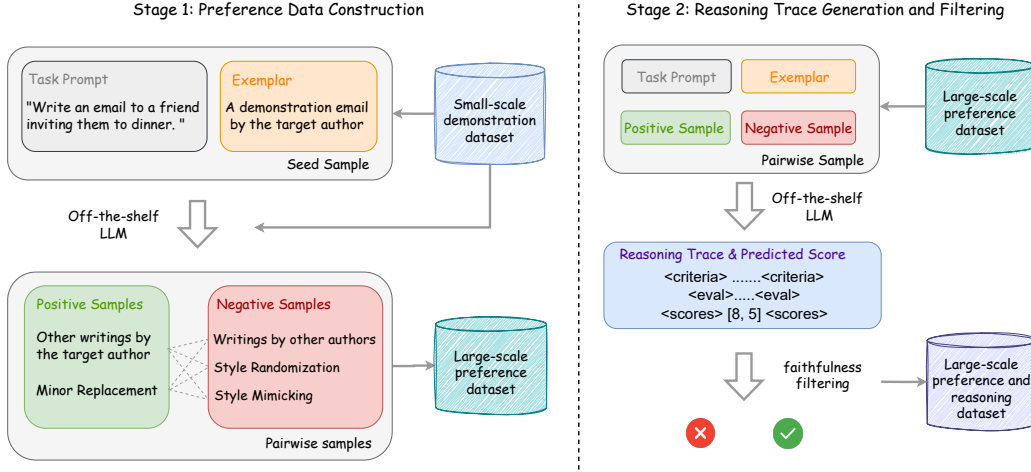 Stage 1: Preference Data Construction
Task Prompt
"Write an email to a friend
inviting them to dinner. "
Exemplar
A demonstration email
by the target author
Seed Sample
Small-scale
demonstration
dataset
Off-the-shelf
LLM
Positive Samples
Other writings by
the target author
Minor Replacement
Negative Samples
Writings by other authors
Style Randomization
Style Mimicking
Pairwise samples
Large-scale
preference
dataset
Stage 2: Reasoning Trace Generation and Filtering
Task Prompt
Exemplar
Positive Sample
Negative Sample
Pairwise Sample
Large-scale
preference
dataset
Off-the-shelf
LLM
Reasoning Trace & Predicted Score
<criteria> .......<criteria>
<eval>.....<eval>
<scores> [8, 5] <scores>
faithfulness
filtering
Large-scale
preference and
reasoning
dataset